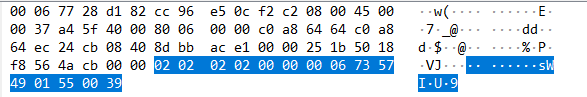 00 06 77 28 d1 82 cc 96 e5 0c f2 c2 08 00 45 00 ··w(···· ······E·
00 37 a4 5f 40 00 80 06 00 00 c0 a8 64 64 c0 a8 ·7·_@··· ····dd··
64 ec 24 cb 08 40 8d bb ac e1 00 00 25 1b 50 18 d·$··@·· ····%·P·
f8 56 4a cb 00 00 02 02 02 02 00 00 00 06 73 57 ·VJ····· ······sW
49 01 55 00 39 I·U·9